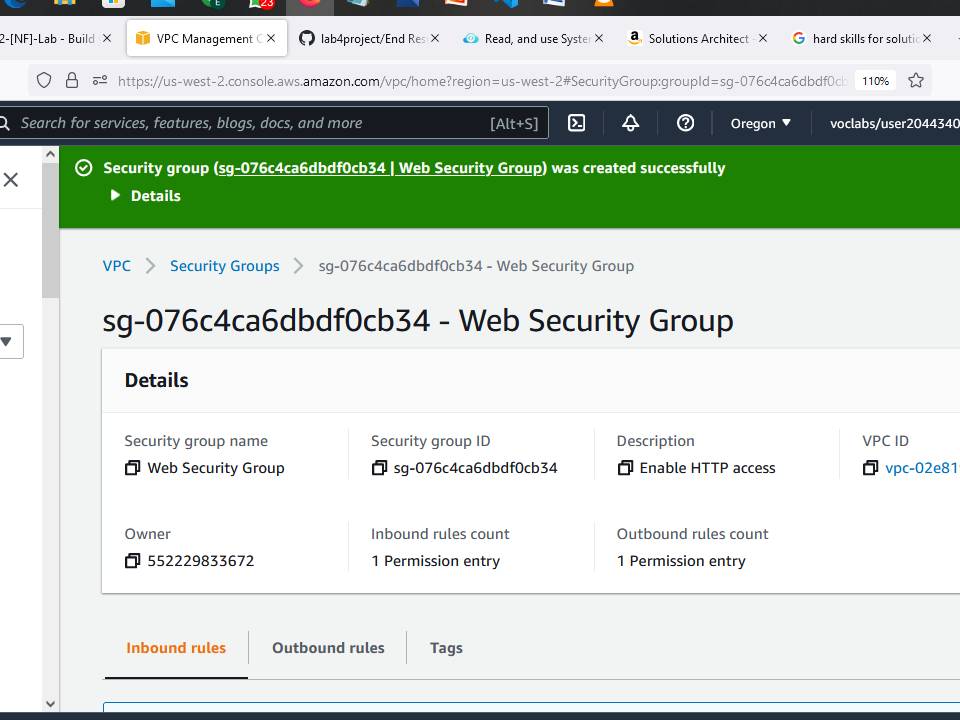 23
2-[NF]-Lab - Build
VPC Management C
lab4project/End Res
Read, and use Syste
Solutions Architect -
hard skills for solutio
https://us-west-2.console.aws.amazon.com/vpc/home?region=us-west-2#SecurityGroup:groupId=sg-076c4ca6dbdf0cb
110%
Search for services, features, blogs, docs, and more
[Alt+S]
Oregon
voclabs/user2044340
Security group (sg-076c4ca6dbdf0cb34 | Web Security Group) was created successfully
Details
VPC
Security Groups
sg-076c4ca6dbdf0cb34 - Web Security Group
sg-076c4ca6dbdf0cb34 - Web Security Group
Details
Security group name
Security group ID
Description
VPC ID
Web Security Group
sg-076c4ca6dbdf0cb34
Enable HTTP access
vpc-02e81
Owner
Inbound rules count
Outbound rules count
552229833672
1 Permission entry
1 Permission entry
Inbound rules
Outbound rules
Tags